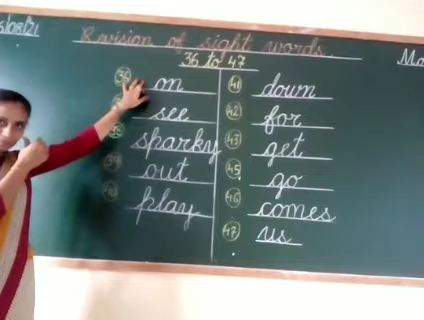 Revision of sight words.
36 to 47
on
see
sparky
out
play
41 down
42 for
43 get
45 go
46 comes
47 us